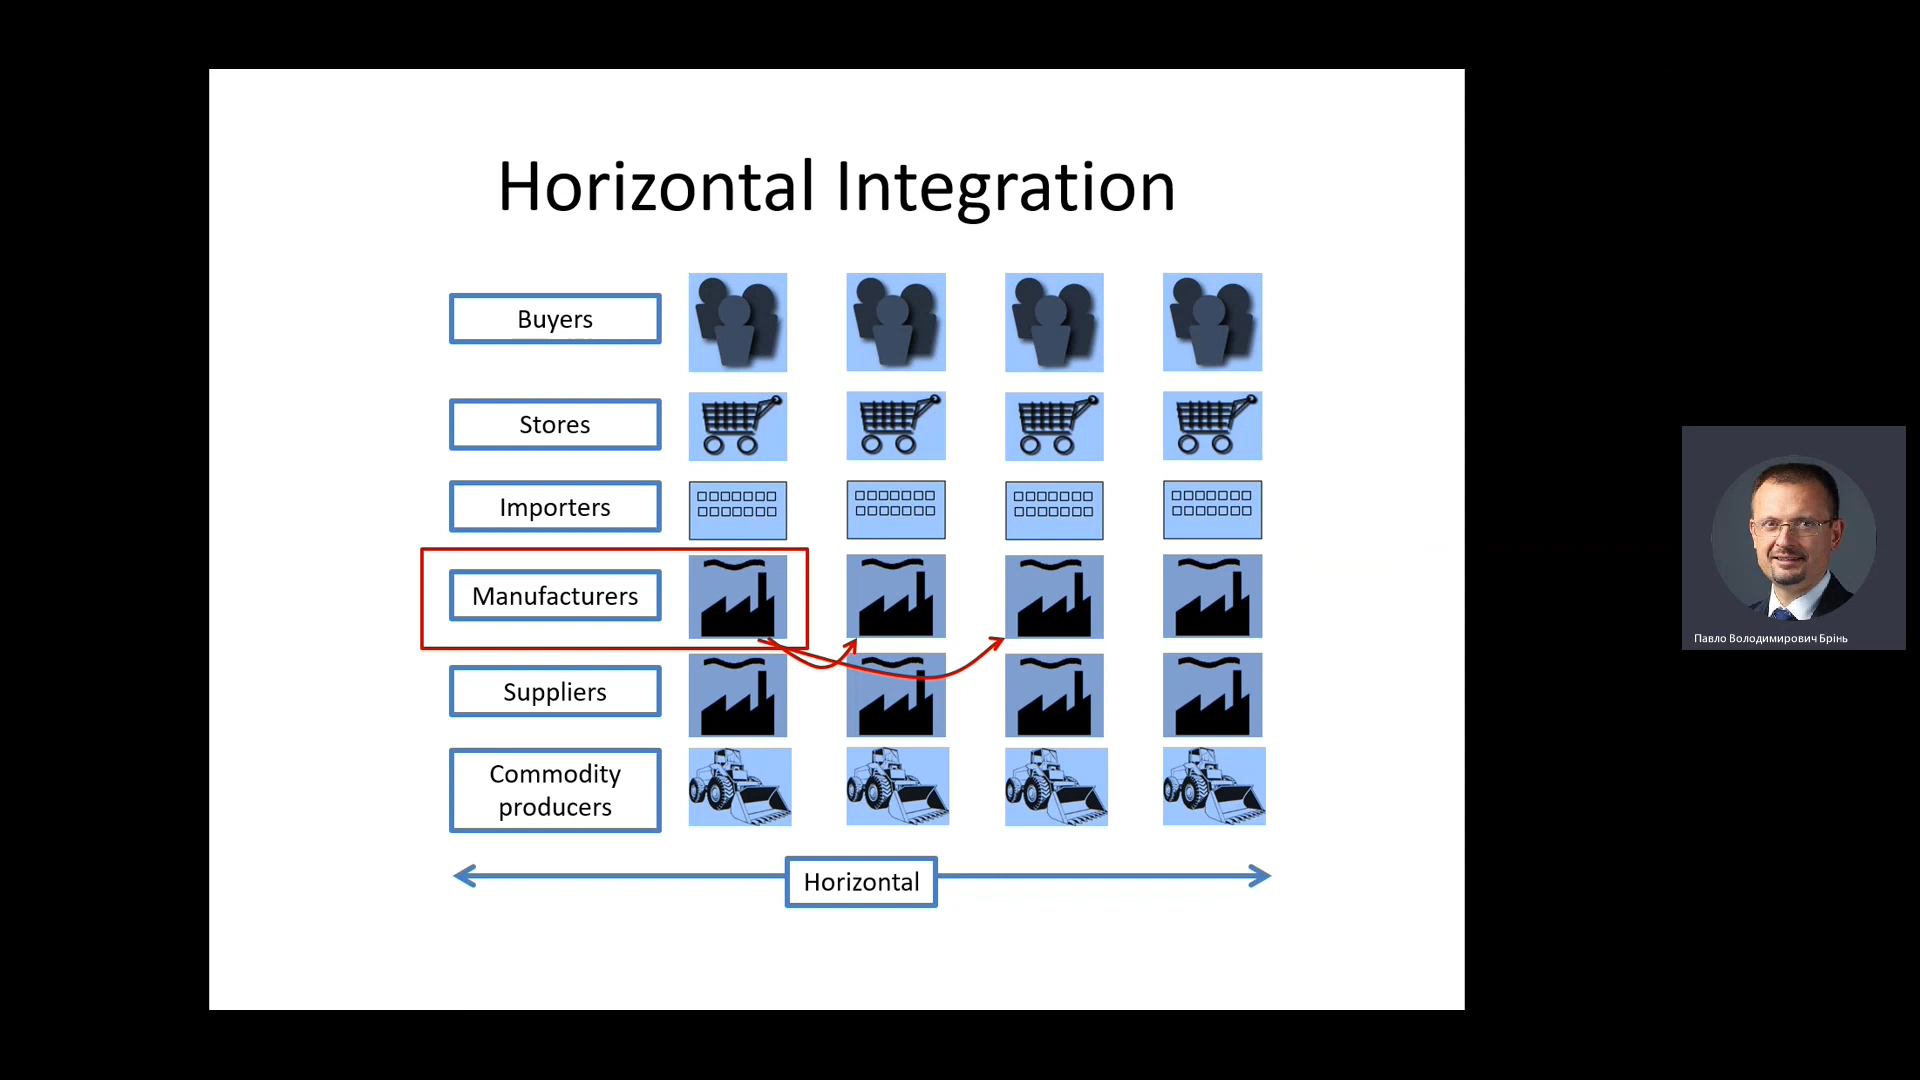 Horizontal Integration
Buyers
Stores
Importers
Manufacturers
Suppliers
Commodity
producers
Horizontal
Павло Володимирович Брінь